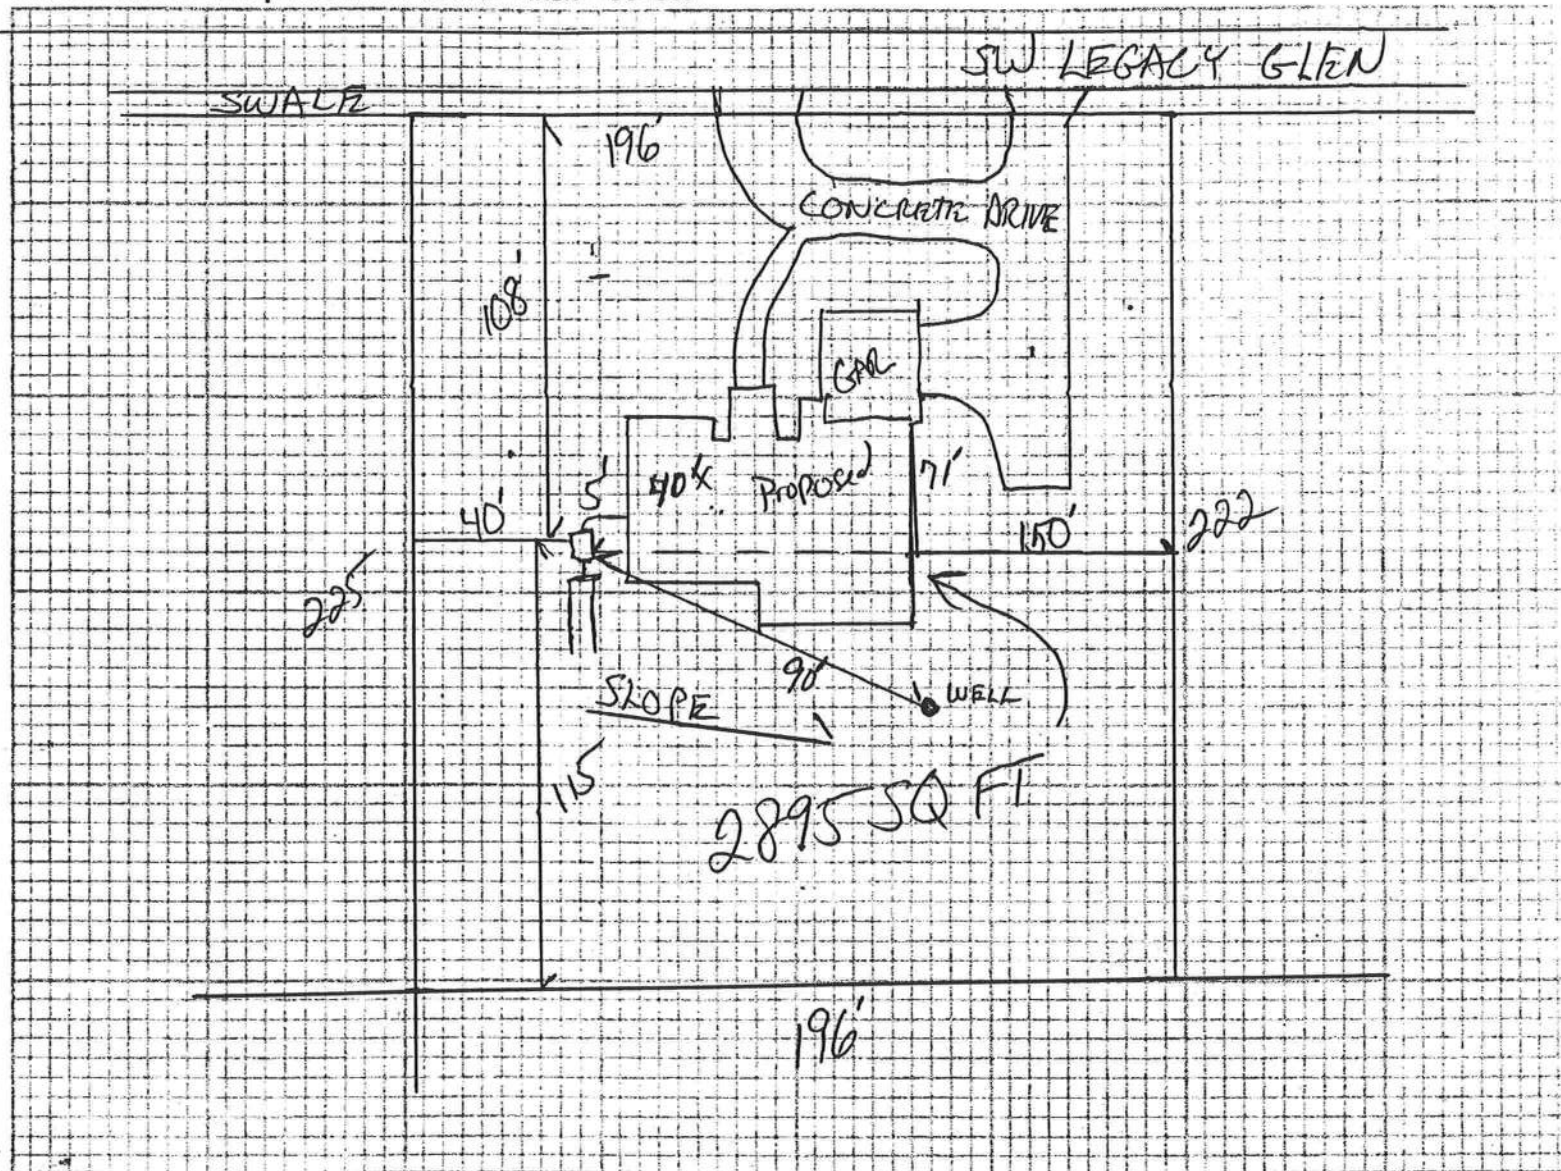 SW LEGACY GLEN
SWALE
196'
CONCRETE DRIVE
108'
GAR
5'
Proposed
71'
40'
150'
222
225
90'
WELL
SLOPE
115
2895 SQ FT
196'